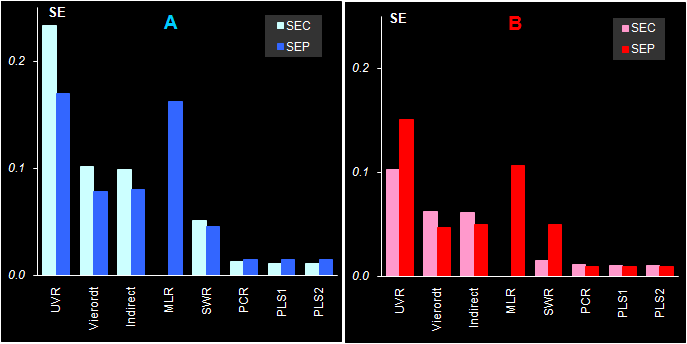 SE
A
SEC
SEP
0.2
0.1
0.0
UVR
Vierordt
Indirect
MLR
SWR
PCR
PLS1
PLS2
SE
B
SEC
SEP
0.2
0.1
0.0
UVR
Vierordt
Indirect
MLR
SWR
PCR
PLS1
PLS2